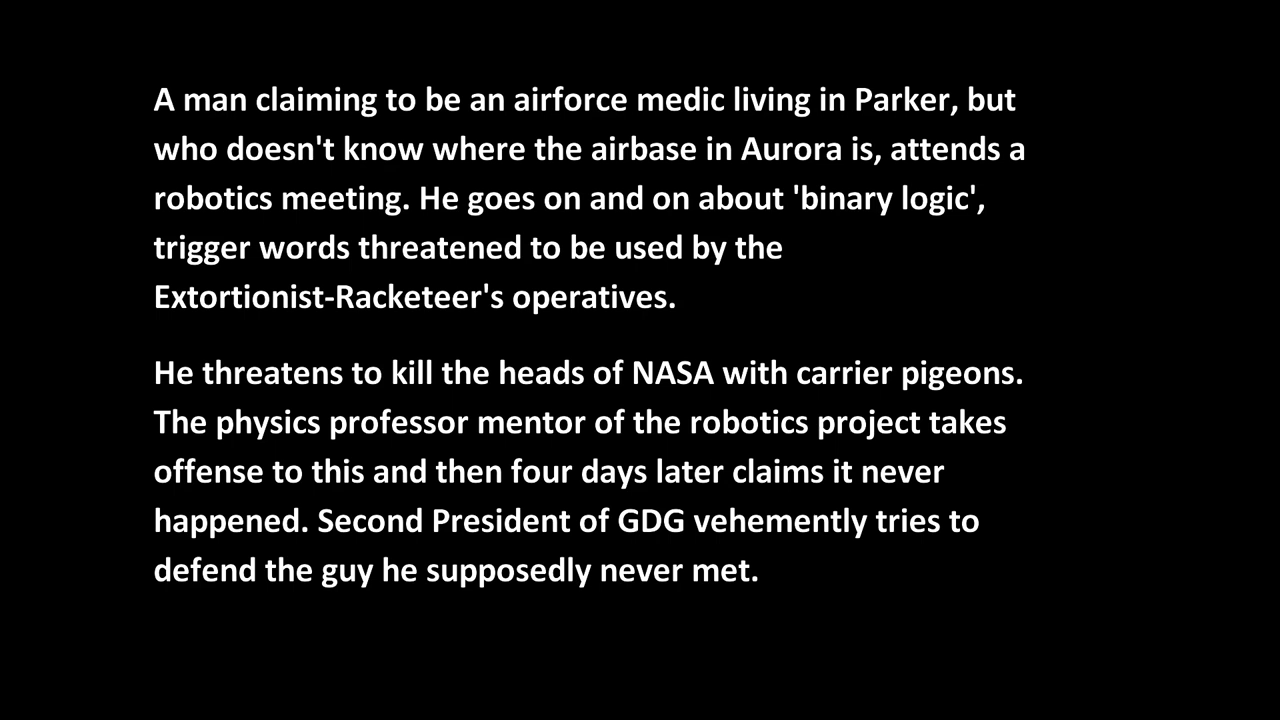 A man claiming to be an airforce medic living in Parker, but
who doesn't know where the airbase in Aurora is, attends a
robotics meeting. He goes on and on about 'binary logic',
trigger words threatened to be used by the
Extortionist-Racketeer's operatives.
He threatens to kill the heads of NASA with carrier pigeons.
The physics professor mentor of the robotics project takes
offense to this and then four days later claims it never
happened. Second President of GDG vehemently tries to
defend the guy he supposedly never met.